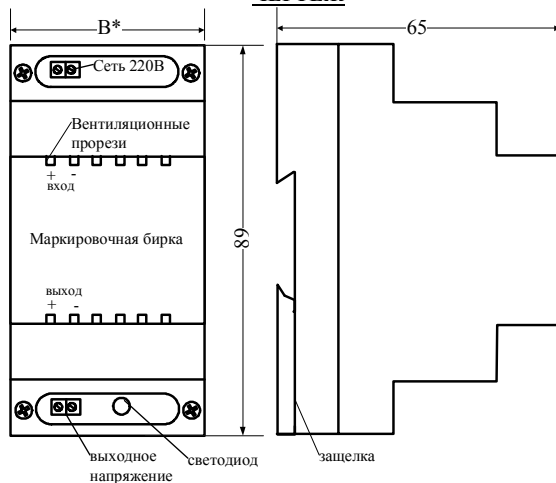 B*
65
Сеть 220В
Вентиляционные
прорези
+ -
вход
Маркировочная бирка
89
выход
+ -
выходное
напряжение
светодиод
защелка